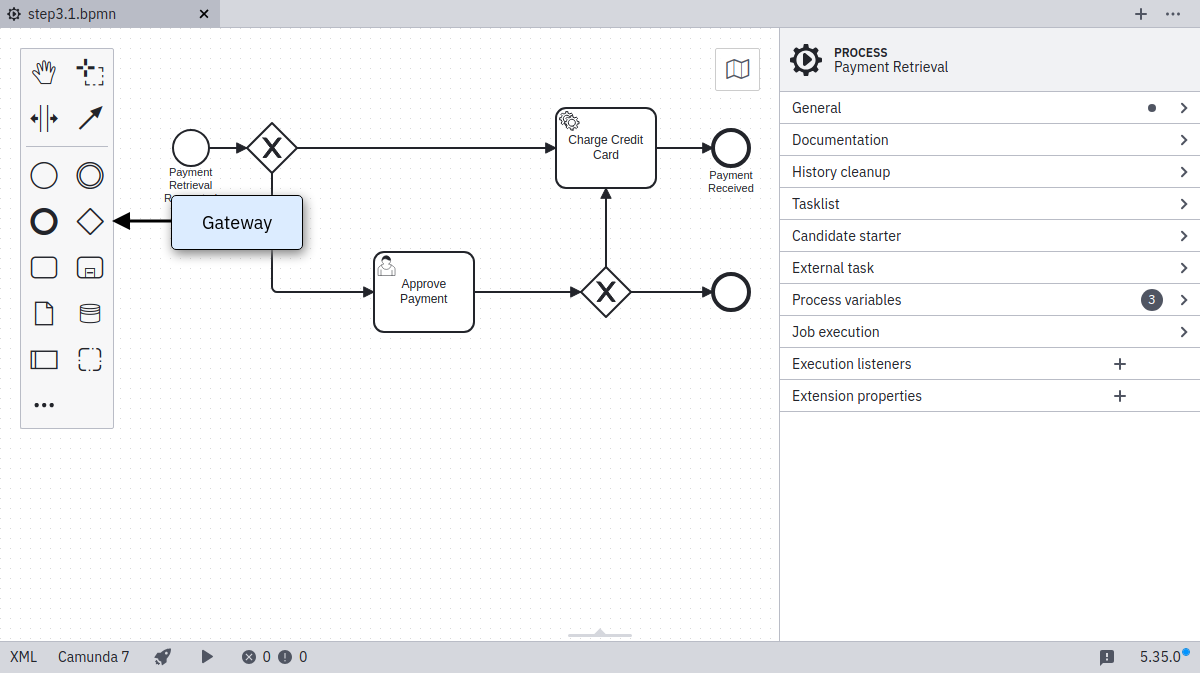 step3.1.bpmn
PROCESS
Payment Retrieval
Payment
Retrieval
Gateway
Charge Credit
Card
Payment
Received
Approve
Payment
General
Documentation
History cleanup
Tasklist
Candidate starter
External task
Process variables 3
Job execution
Execution listeners
Extension properties
XML Camunda 7 0 0 5.35.0